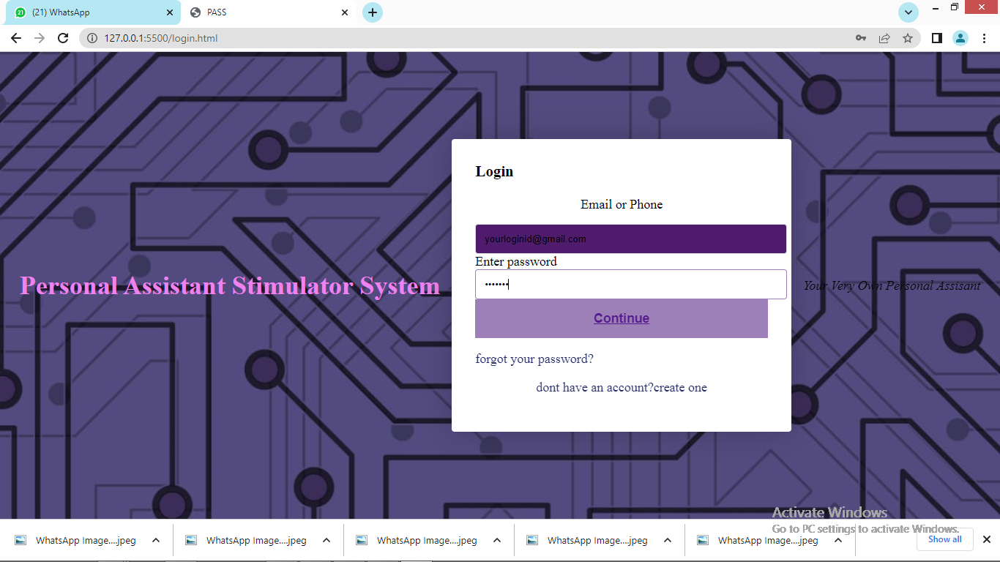 21
(21) WhatsApp
PASS
127.0.0.1:5500/login.html
Login
Email or Phone
yourloginid@gmail.com
Enter password
Personal Assistant Stimulator System
•••••••
Your Very Own Personal Assisant
Continue
forgot your password?
dont have an account?create one
Activate Windows
Go to PC settings to activate Windows.
WhatsApp Image....jpeg
WhatsApp Image....jpeg
WhatsApp Image....jpeg
WhatsApp Image....jpeg
WhatsApp Image....jpeg
Show all